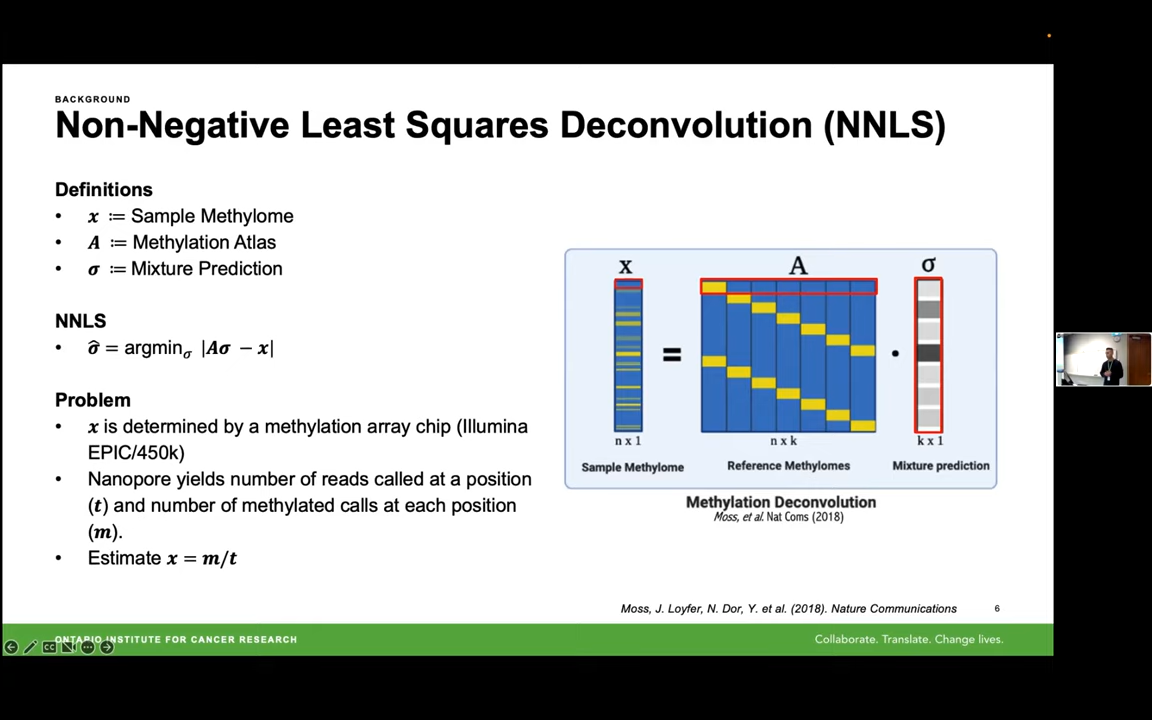 BACKGROUND
Non-Negative Least Squares Deconvolution (NNLS)
Definitions
• x ≔ Sample Methylome
• A ≔ Methylation Atlas
• σ ≔ Mixture Prediction
NNLS
• σ̂ = argminσ |Aσ − x|
Problem
• x is determined by a methylation array chip (Illumina
EPIC/450k)
• Nanopore yields number of reads called at a position
(t) and number of methylated calls at each position
(m).
• Estimate x = m/t
x A σ
= •
n x 1 n x k k x 1
Sample Methylome Reference Methylomes Mixture prediction
Methylation Deconvolution
Moss, et al. Nat Coms (2018)
Moss, J. Loyfer, N. Dor, Y. et al. (2018). Nature Communications 6
ONTARIO INSTITUTE FOR CANCER RESEARCH Collaborate. Translate. Change lives.
CC